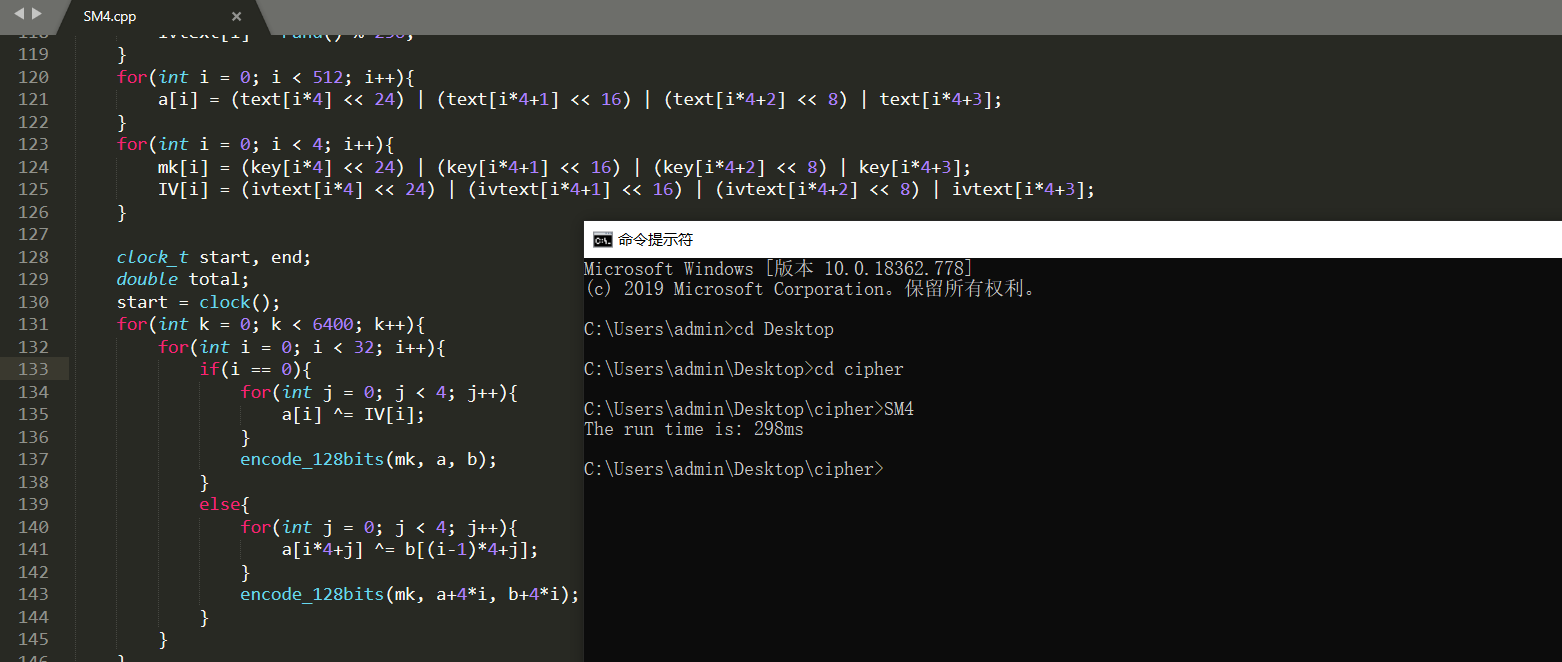 SM4.cpp
119 }
120 for(int i = 0; i < 512; i++){
121 a[i] = (text[i*4] << 24) | (text[i*4+1] << 16) | (text[i*4+2] << 8) | text[i*4+3];
122 }
123 for(int i = 0; i < 4; i++){
124 mk[i] = (key[i*4] << 24) | (key[i*4+1] << 16) | (key[i*4+2] << 8) | key[i*4+3];
125 IV[i] = (ivtext[i*4] << 24) | (ivtext[i*4+1] << 16) | (ivtext[i*4+2] << 8) | ivtext[i*4+3];
126 }
127
128 clock_t start, end;
129 double total;
130 start = clock();
131 for(int k = 0; k < 6400; k++){
132 for(int i = 0; i < 32; i++){
133 if(i == 0){
134 for(int j = 0; j < 4; j++){
135 a[i] ^= IV[i];
136 }
137 encode_128bits(mk, a, b);
138 }
139 else{
140 for(int j = 0; j < 4; j++){
141 a[i*4+j] ^= b[(i-1)*4+j];
142 }
143 encode_128bits(mk, a+4*i, b+4*i);
144 }
145 }
命令提示符
Microsoft Windows [版本 10.0.18362.778]
(c) 2019 Microsoft Corporation。保留所有权利。
C:\Users\admin>cd Desktop
C:\Users\admin\Desktop>cd cipher
C:\Users\admin\Desktop\cipher>SM4
The run time is: 298ms
C:\Users\admin\Desktop\cipher>